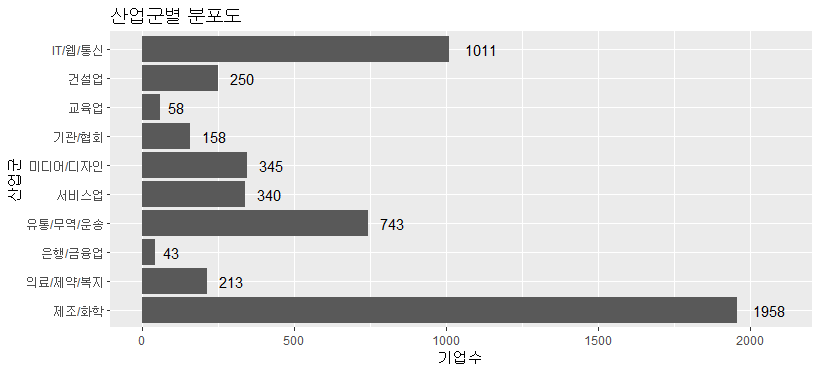 산업군별 분포도
IT/웹/통신 1011
건설업 250
교육업 58
기관/협회 158
미디어/디자인 345
서비스업 340
유통/무역/운송 743
은행/금융업 43
의료/제약/복지 213
제조/화학 1958
산업군
0 500 1000 1500 2000
기업수